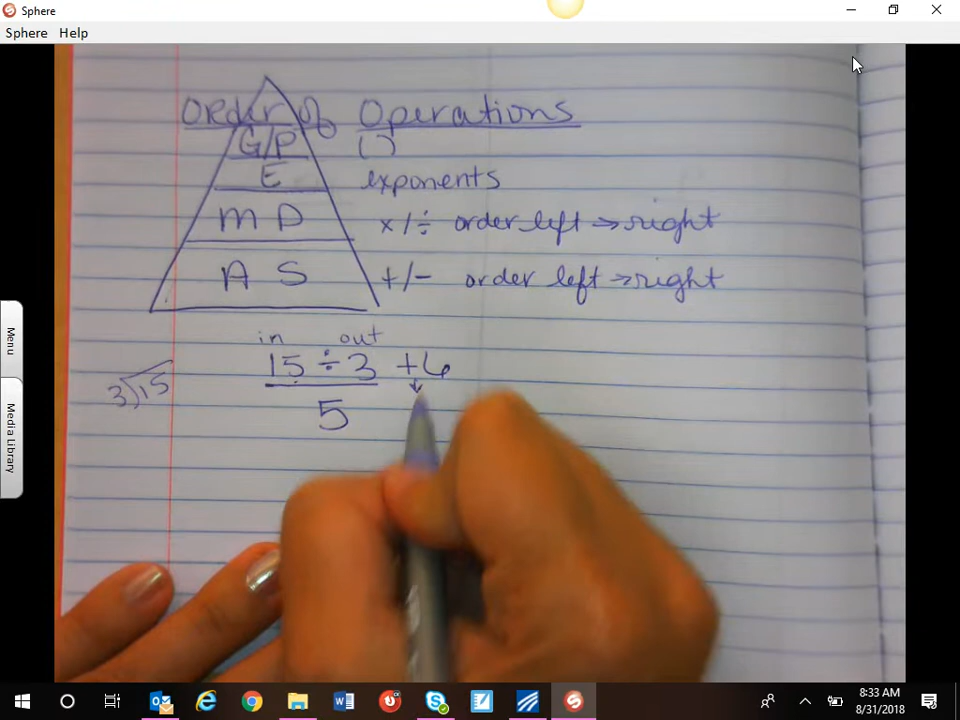 Sphere
Sphere Help
Order of Operations
G/P ( )
E exponents
M D x/÷ order left → right
A S +/- order left → right
in out
15 ÷ 3 + 6
3)15
5
Menu
Media Library
8:33 AM
8/31/2018